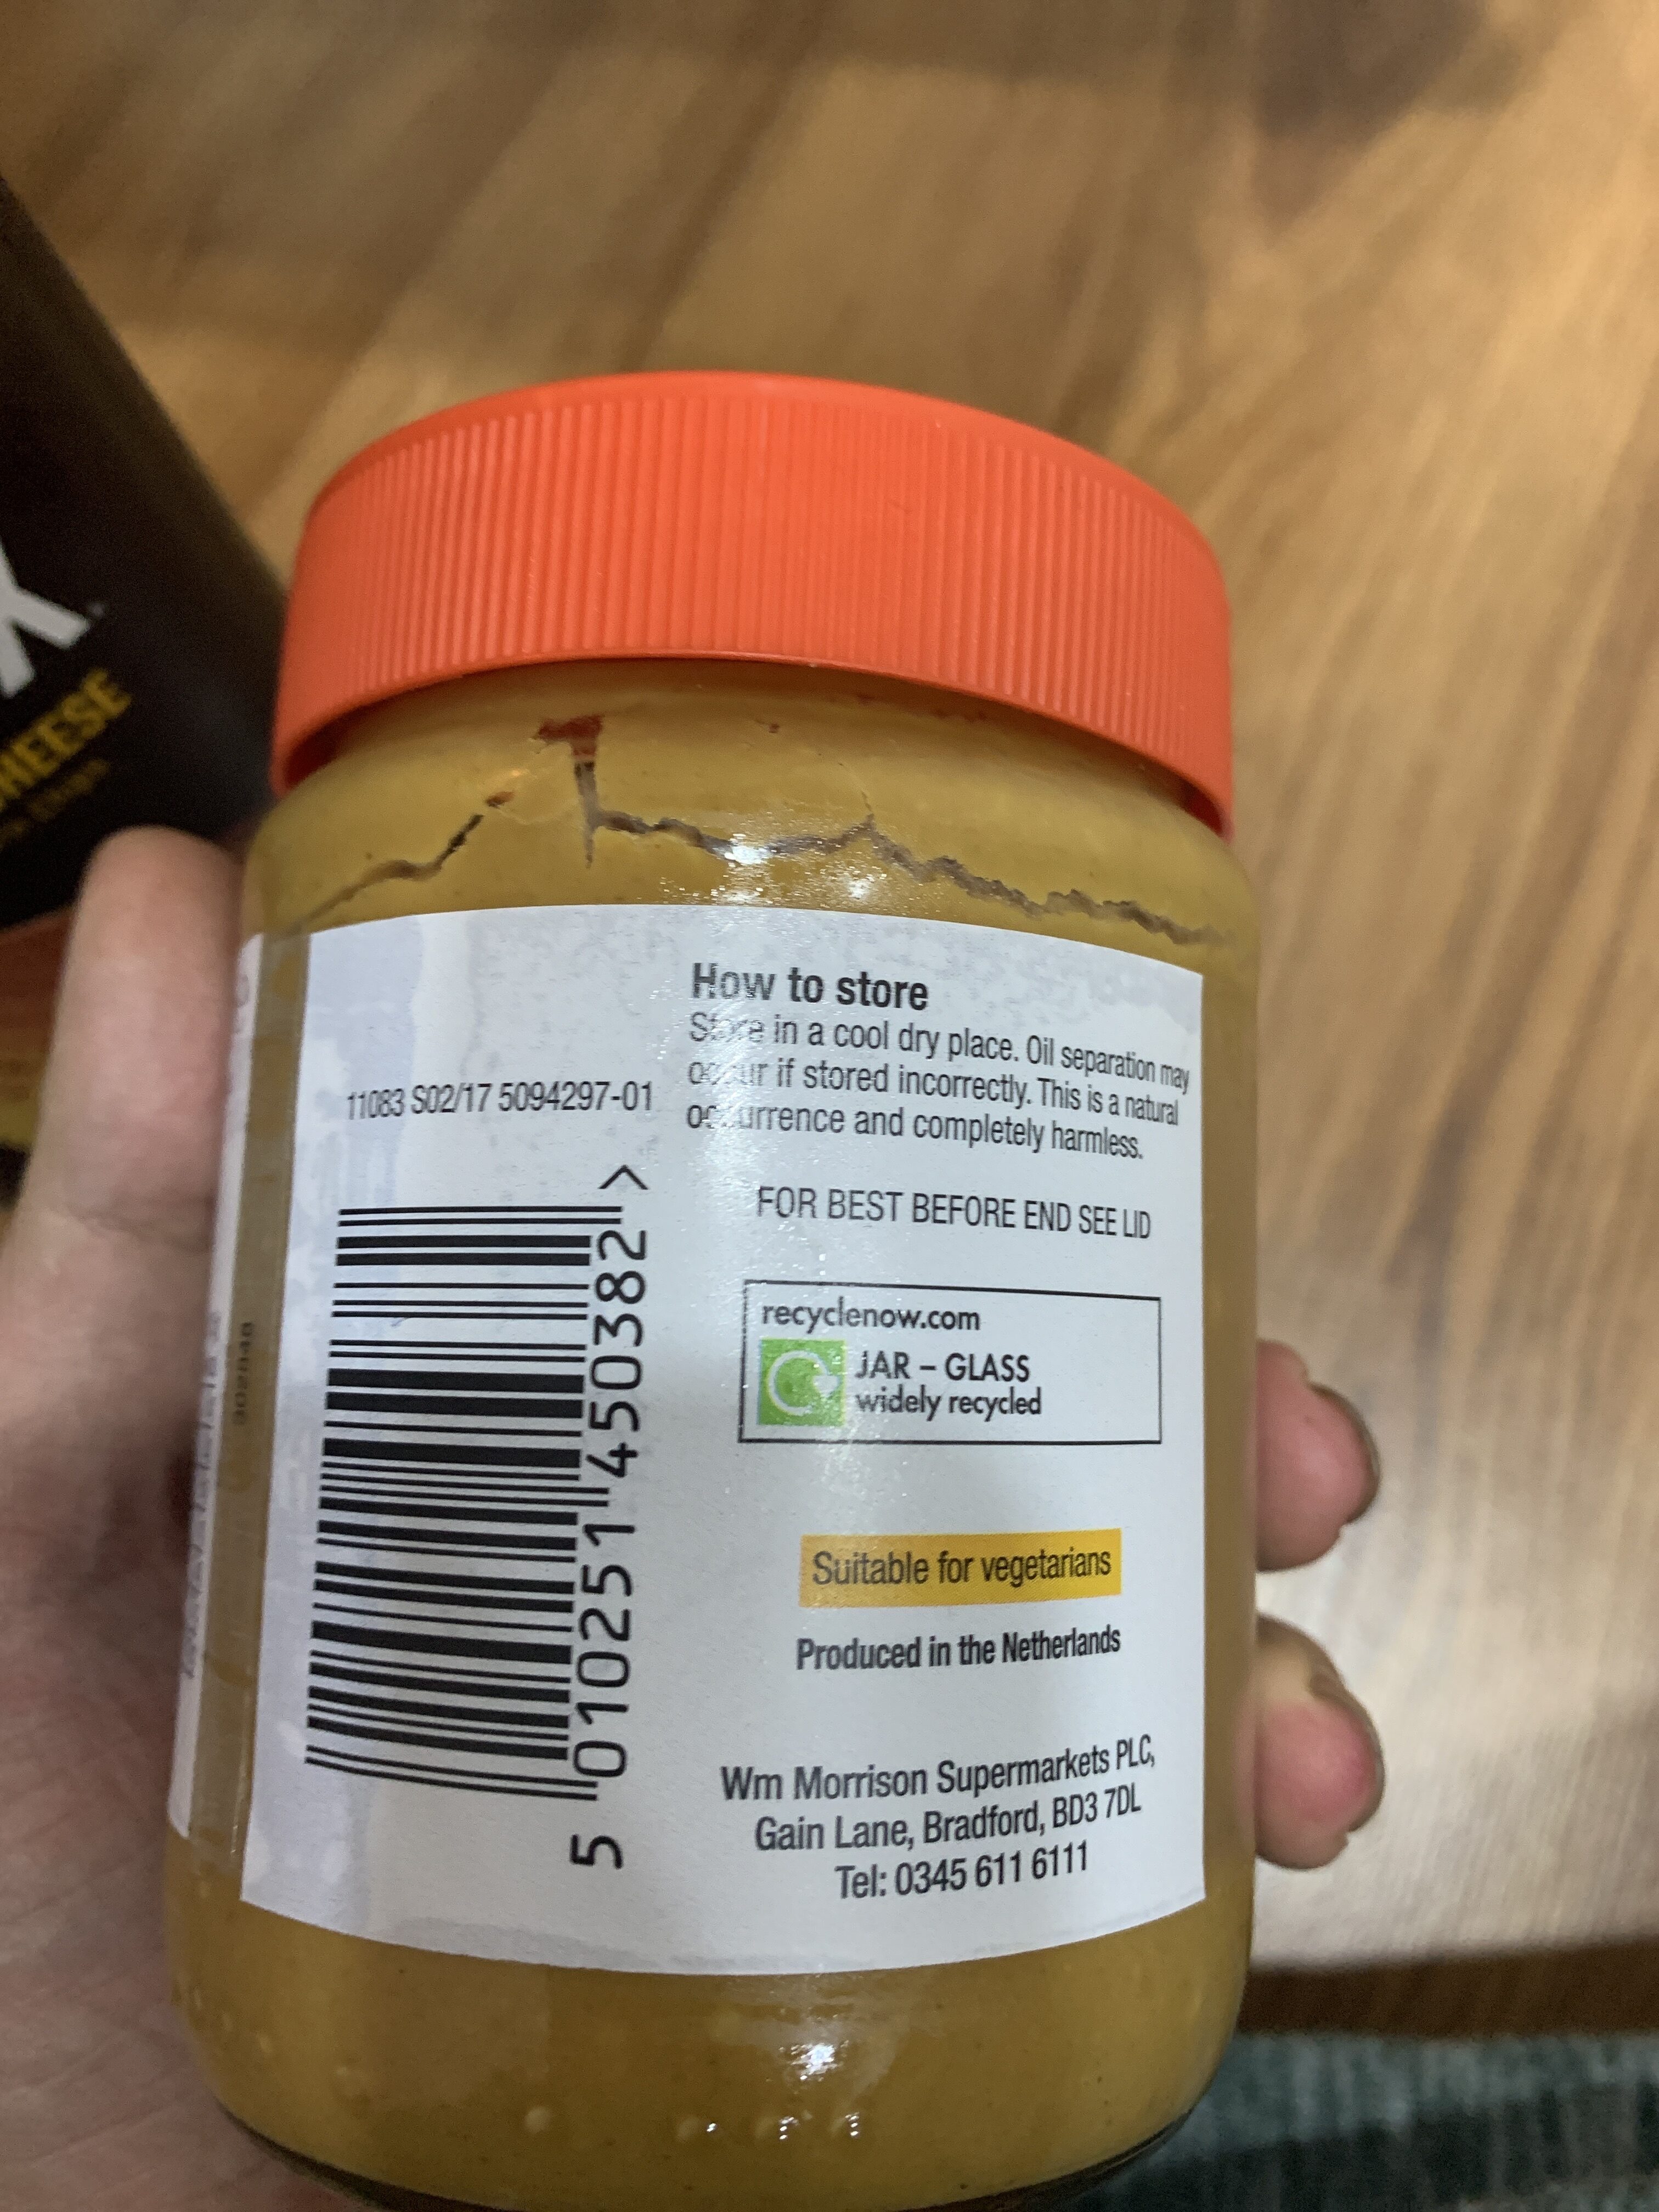 X
CHEESE
How to store
Store in a cool dry place. Oil separation may
occur if stored incorrectly. This is a natural
occurrence and completely harmless.
11083 S02/17 5094297-01
FOR BEST BEFORE END SEE LID
recyclenow.com
JAR – GLASS
widely recycled
5 010251 450382 >
Suitable for vegetarians
Produced in the Netherlands
Wm Morrison Supermarkets PLC,
Gain Lane, Bradford, BD3 7DL
Tel: 0345 611 6111